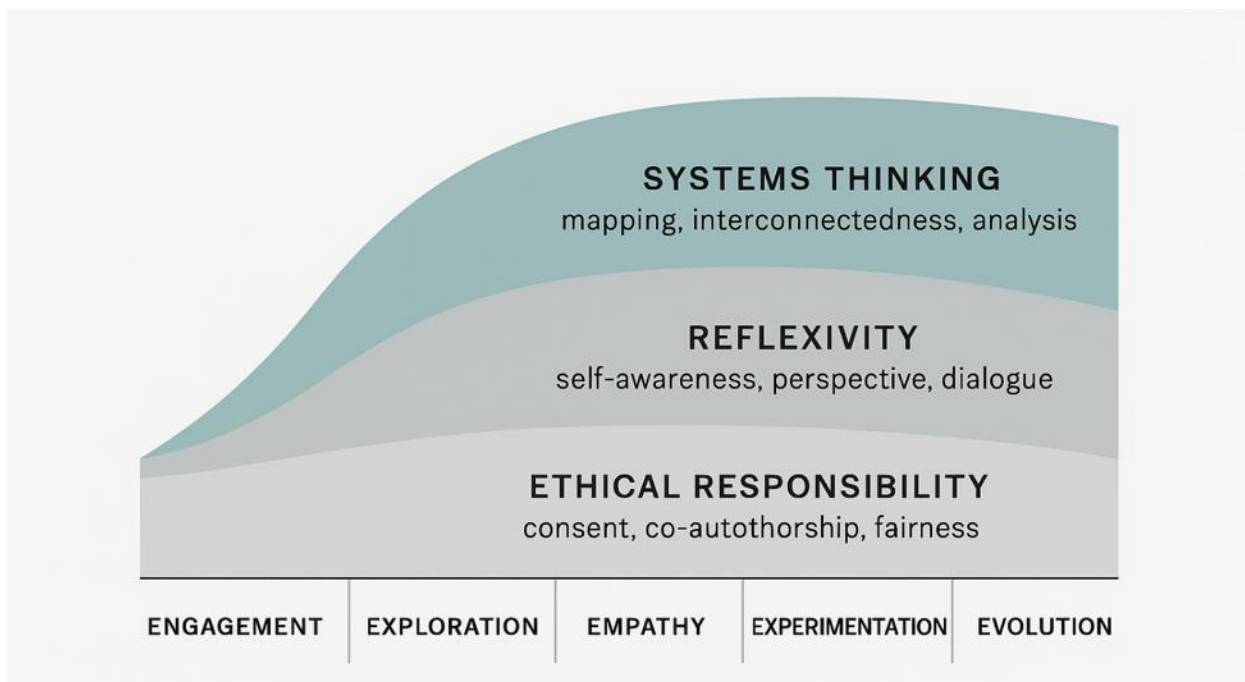 SYSTEMS THINKING
mapping, interconnectedness, analysis
REFLEXIVITY
self-awareness, perspective, dialogue
ETHICAL RESPONSIBILITY
consent, co-autothorship, fairness
ENGAGEMENT
EXPLORATION
EMPATHY
EXPERIMENTATION
EVOLUTION